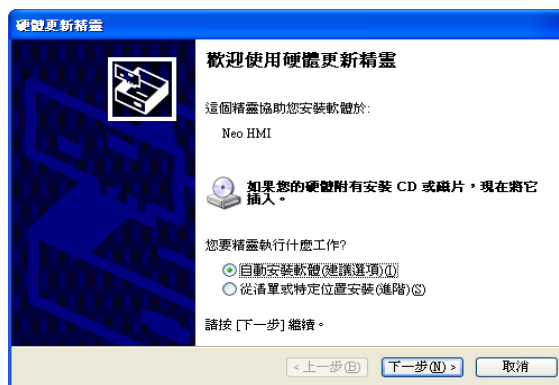 硬體更新精靈
歡迎使用硬體更新精靈
這個精靈協助您安裝軟體於:
Neo HMI
如果您的硬體附有安裝 CD 或磁片，現在將它
插入。
您要精靈執行什麼工作?
自動安裝軟體(建議選項)(I)
從清單或特定位置安裝(進階)(S)
請按 [下一步] 繼續。
<上一步(B) 下一步(N) > 取消